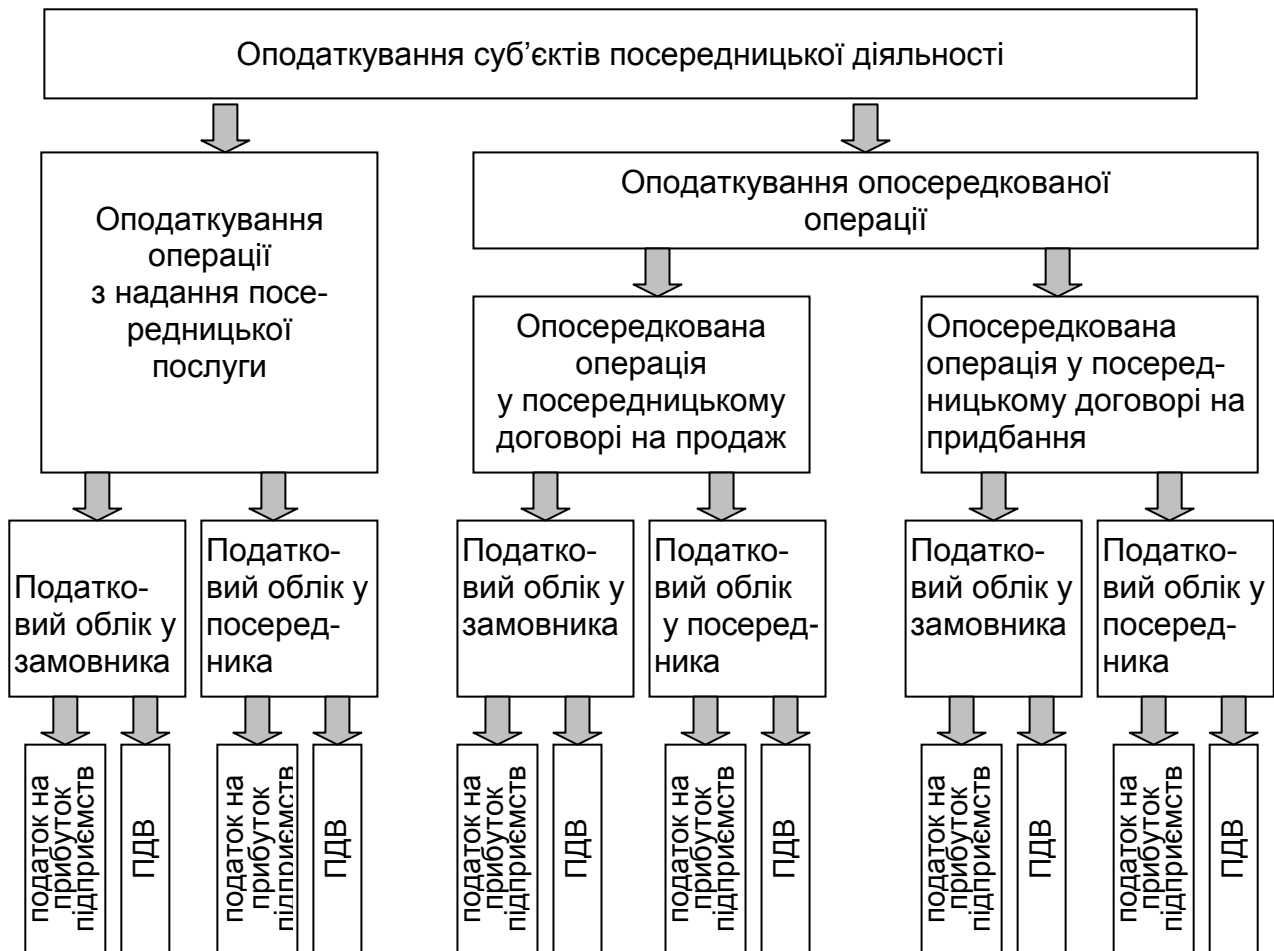 Оподаткування суб’єктів посередницької діяльності
Оподаткування
операції
з надання посе-
редницької
послуги
Оподаткування опосередкованої
операції
Опосередкована
операція
у посередницькому
договорі на продаж
Опосередкована
операція у посеред-
ницькому договорі на
придбання
Податко-
вий облік у
замовника
Податко-
вий облік у
посеред-
ника
Податко-
вий облік у
замовника
Податко-
вий облік
у посеред-
ника
Податко-
вий облік у
замовника
Податко-
вий облік у
посеред-
ника
податок на
прибуток
підприємств
ПДВ
податок на
прибуток
підприємств
ПДВ
податок на
прибуток
підприємств
ПДВ
податок на
прибуток
підприємств
ПДВ
податок на
прибуток
підприємств
ПДВ
податок на
прибуток
підприємств
ПДВ